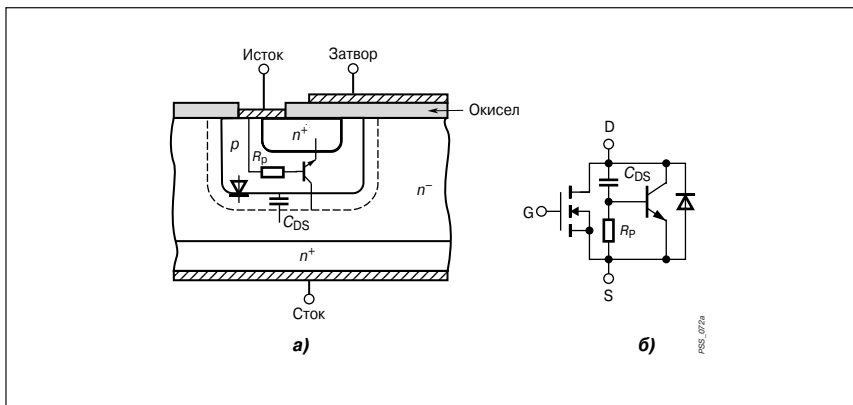 Исток
Затвор
Окисел
n+
p
RP
CDS
n−
n+
Сток
а)
D
CDS
G
RP
S
б)
PSS_072a